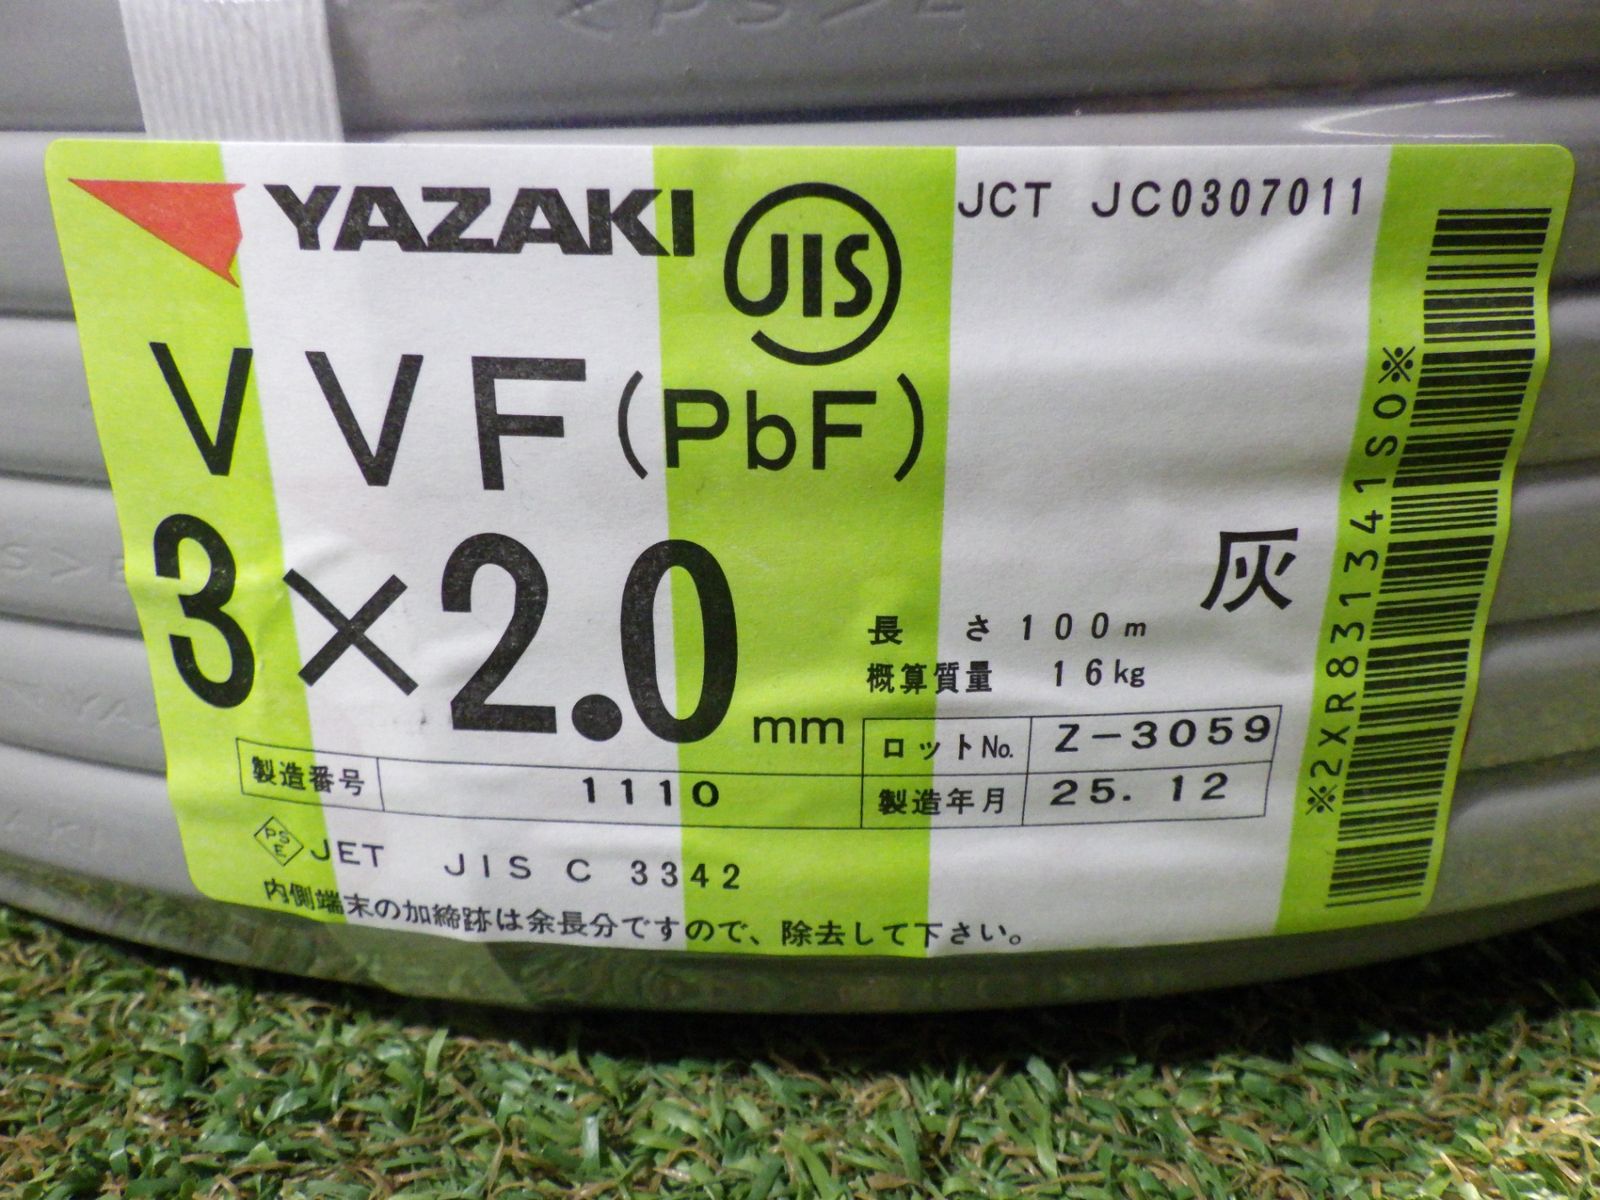 <PS>E
YAZAKI
JIS
JCT JC0307011
VVF(PbF)
3×2.0mm
灰
長さ 100m
概算質量 16kg
ロットNo. Z-3059
製造番号 1110
製造年月 25.12
PSE JET JIS C 3342
内側端末の加締跡は余長分ですので、除去して下さい。
※2XR831341S0※